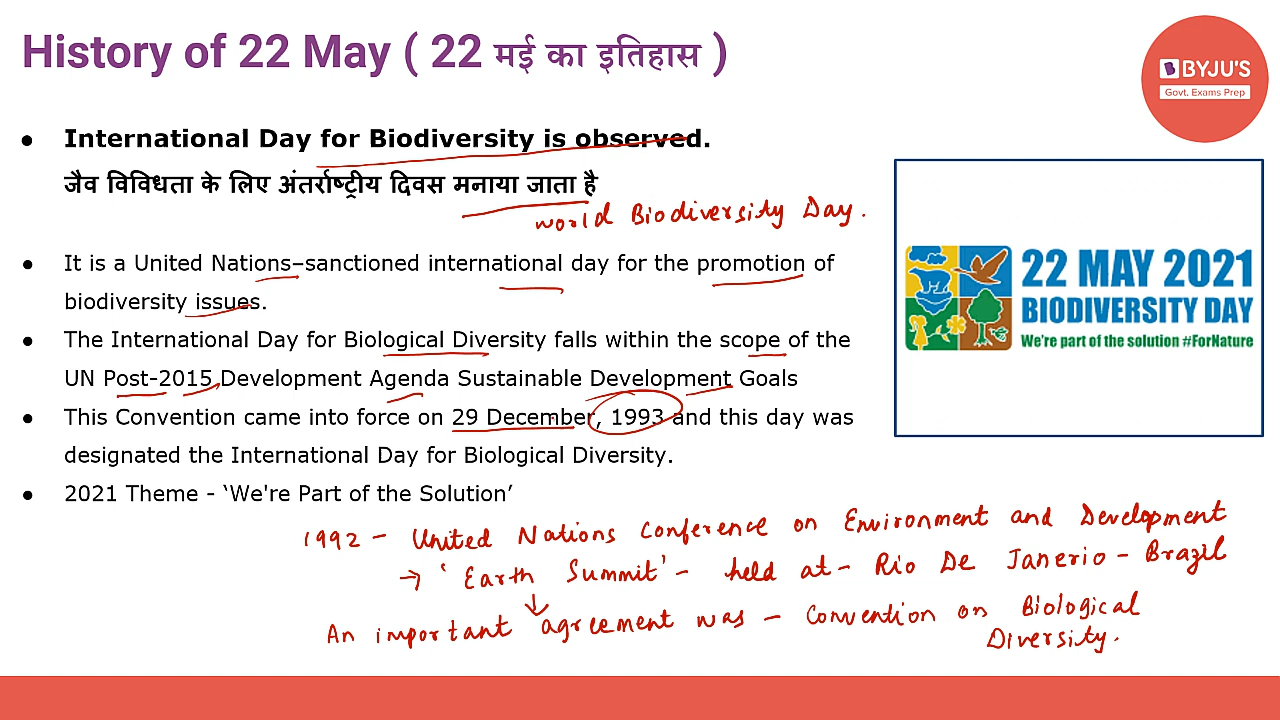 History of 22 May ( 22 मई का इतिहास )
BYJU'S
Govt. Exams Prep
● International Day for Biodiversity is observed.
जैव विविधता के लिए अंतर्राष्ट्रीय दिवस मनाया जाता है
World Biodiversity Day.
● It is a United Nations–sanctioned international day for the promotion of
biodiversity issues.
● The International Day for Biological Diversity falls within the scope of the
UN Post-2015 Development Agenda Sustainable Development Goals
● This Convention came into force on 29 December, 1993 and this day was
designated the International Day for Biological Diversity.
● 2021 Theme - ‘We're Part of the Solution’
22 MAY 2021
BIODIVERSITY DAY
We're part of the solution #ForNature
1992 - United Nations Conference on Environment and Development
→ ‘Earth Summit’ - held at - Rio De Janerio - Brazil
↓
An important agreement was - Convention on Biological
Diversity.